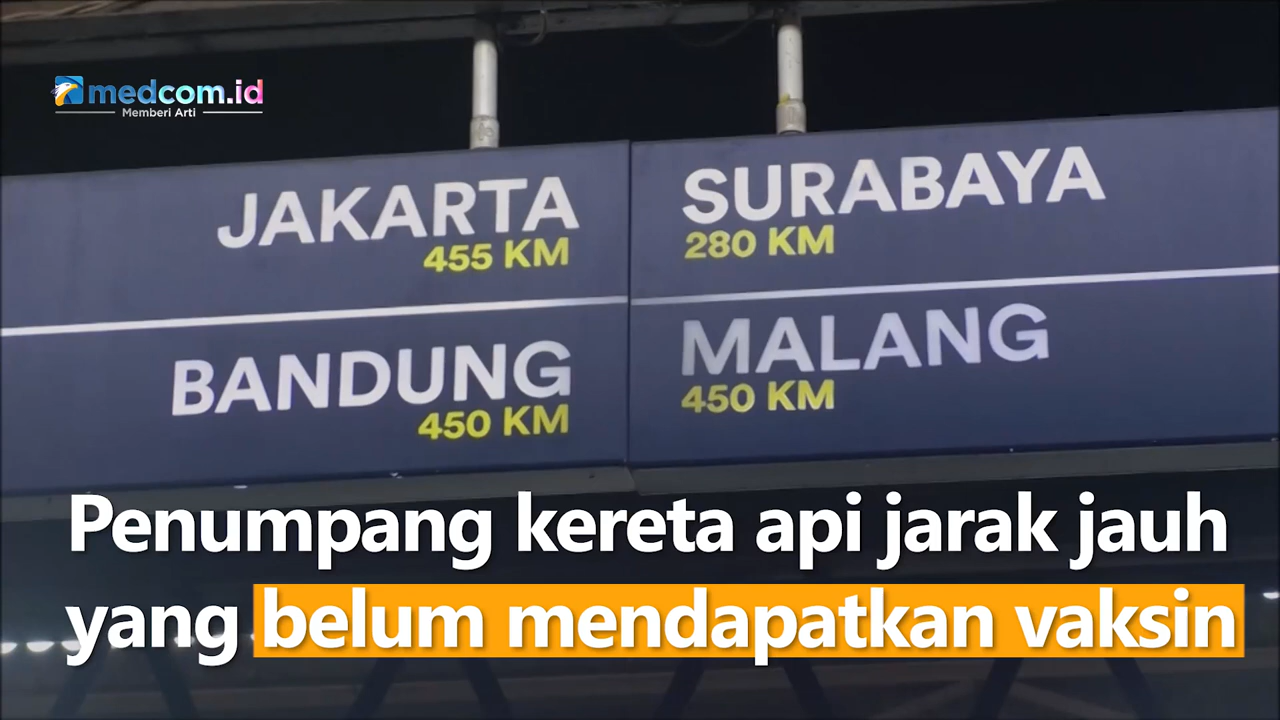 medcom.id
Memberi Arti
JAKARTA
455 KM
BANDUNG
450 KM
SURABAYA
280 KM
MALANG
450 KM
Penumpang kereta api jarak jauh
yang belum mendapatkan vaksin